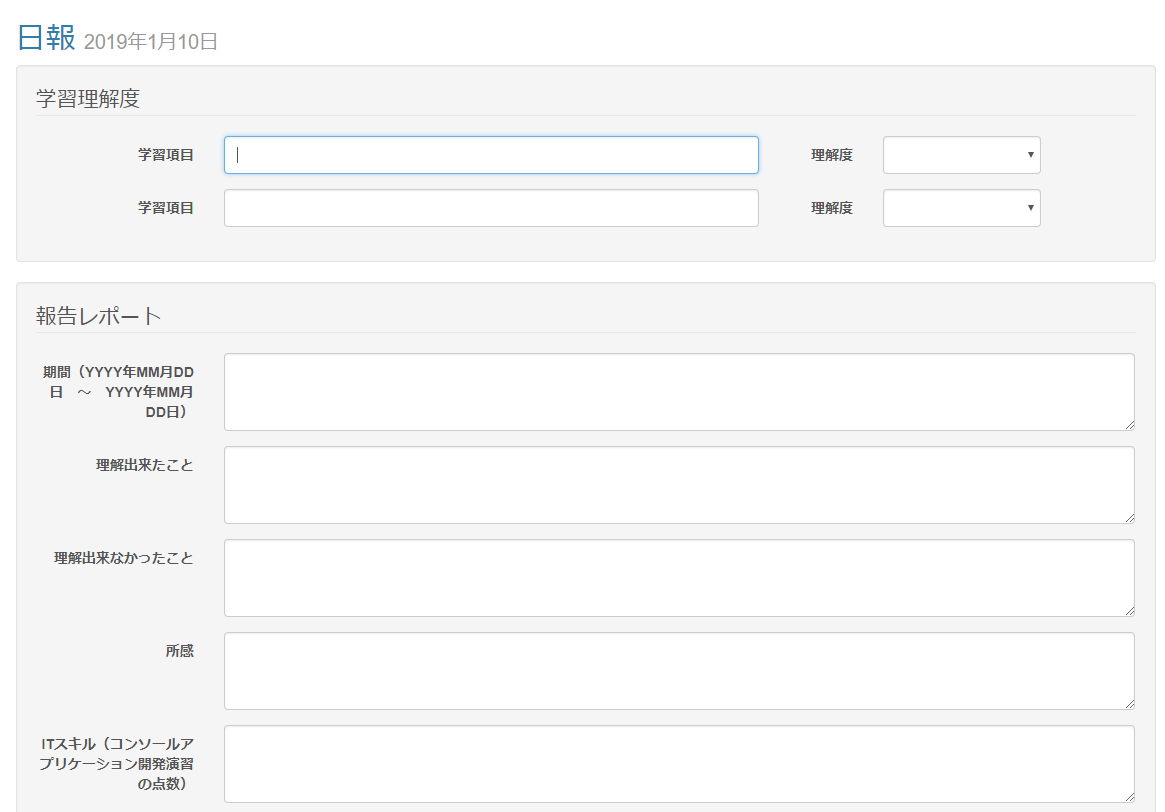 日報 2019年1月10日
学習理解度
学習項目 理解度
学習項目 理解度
報告レポート
期間（YYYY年MM月DD
日　～　YYYY年MM月
DD日）
理解出来たこと
理解出来なかったこと
所感
ITスキル（コンソールア
プリケーション開発演習
の点数）